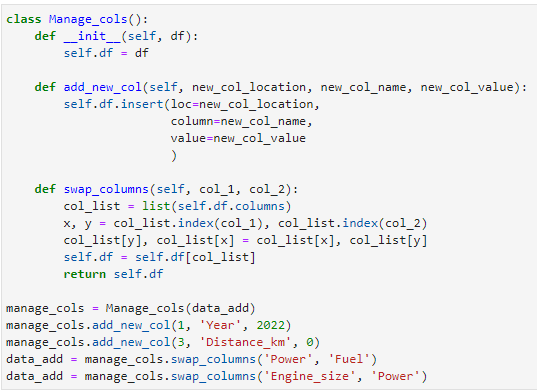 class Manage_cols():
    def __init__(self, df):
        self.df = df

    def add_new_col(self, new_col_location, new_col_name, new_col_value):
        self.df.insert(loc=new_col_location,
                       column=new_col_name,
                       value=new_col_value
                       )

    def swap_columns(self, col_1, col_2):
        col_list = list(self.df.columns)
        x, y = col_list.index(col_1), col_list.index(col_2)
        col_list[y], col_list[x] = col_list[x], col_list[y]
        self.df = self.df[col_list]
        return self.df

manage_cols = Manage_cols(data_add)
manage_cols.add_new_col(1, 'Year', 2022)
manage_cols.add_new_col(3, 'Distance_km', 0)
data_add = manage_cols.swap_columns('Power', 'Fuel')
data_add = manage_cols.swap_columns('Engine_size', 'Power')